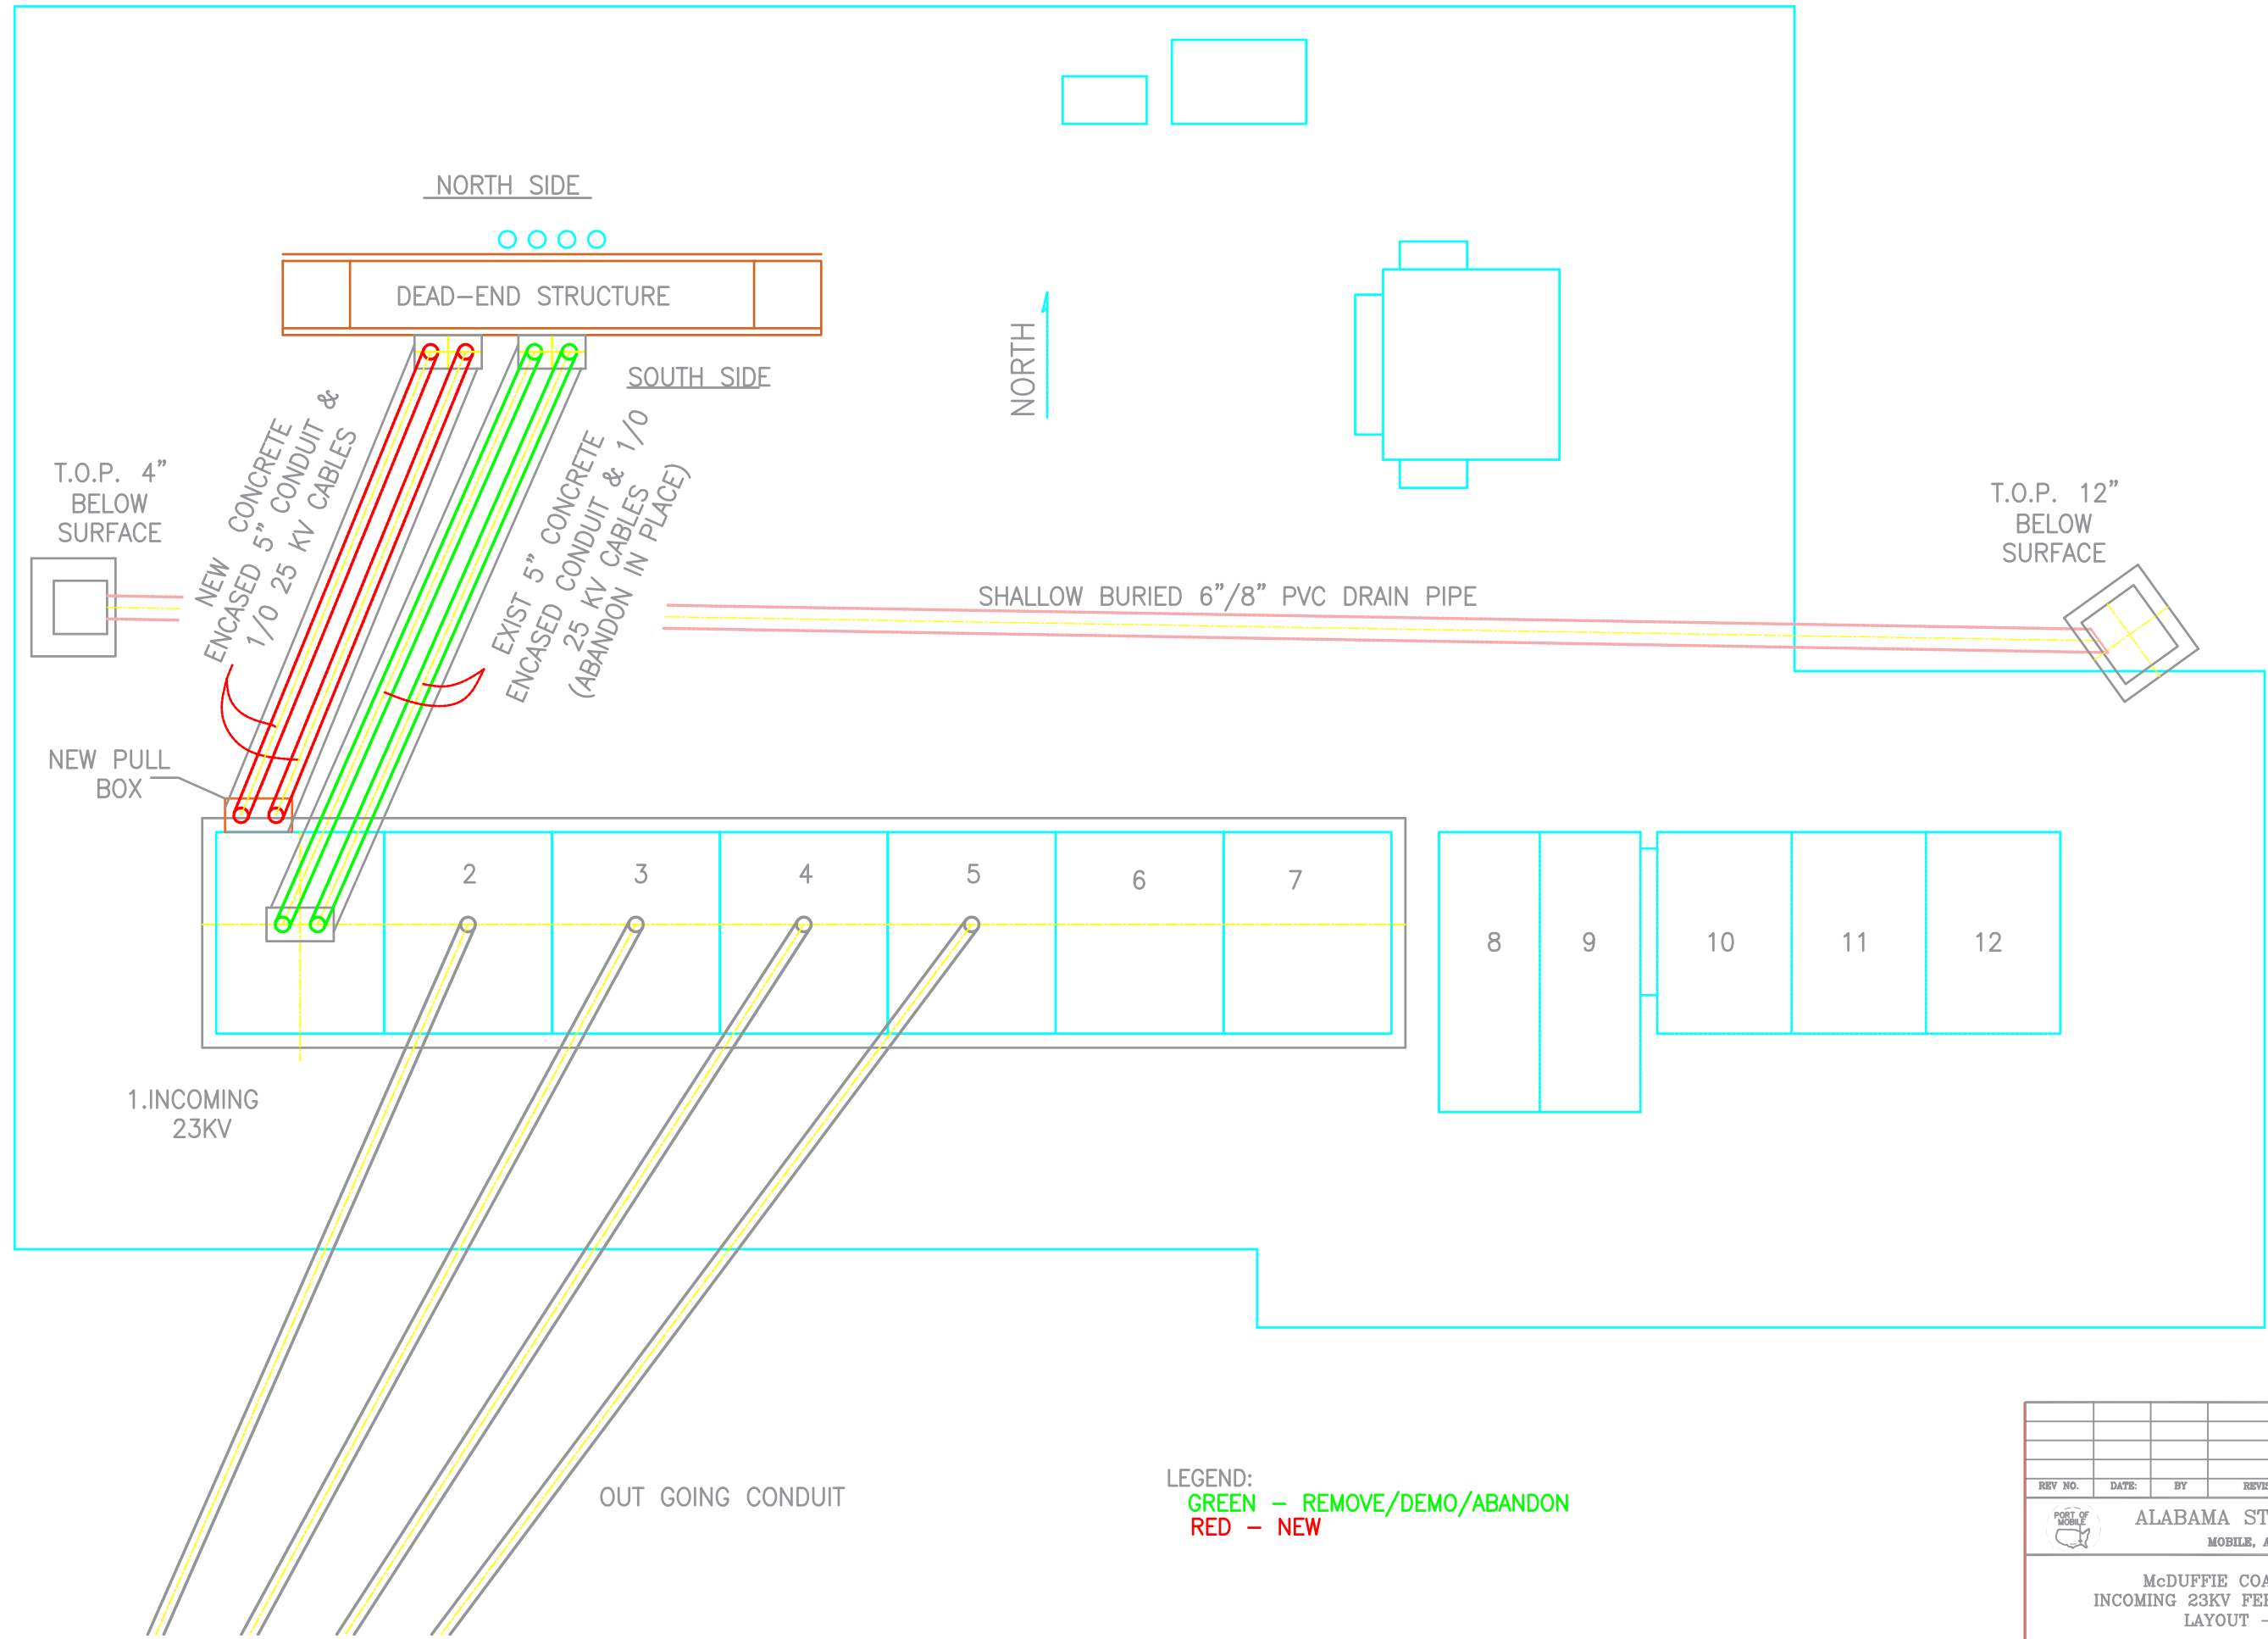 NORTH SIDE
DEAD-END STRUCTURE
SOUTH SIDE
NORTH
T.O.P. 4"
BELOW
SURFACE
NEW CONCRETE
ENCASED 5" CONDUIT &
1/0 25 KV CABLES
EXIST 5" CONCRETE
ENCASED CONDUIT & 1/0
25 KV CABLES
(ABANDON IN PLACE)
T.O.P. 12"
BELOW
SURFACE
SHALLOW BURIED 6"/8" PVC DRAIN PIPE
NEW PULL
BOX
2
3
4
5
6
7
8
9
10
11
12
1.INCOMING
23KV
OUT GOING CONDUIT
LEGEND:
GREEN - REMOVE/DEMO/ABANDON
RED - NEW
REV NO. DATE: BY
PORT OF
MOBILE
ALABAMA
MOBILE,
McDUFFIE
INCOMING 23KV
LAYOUT -